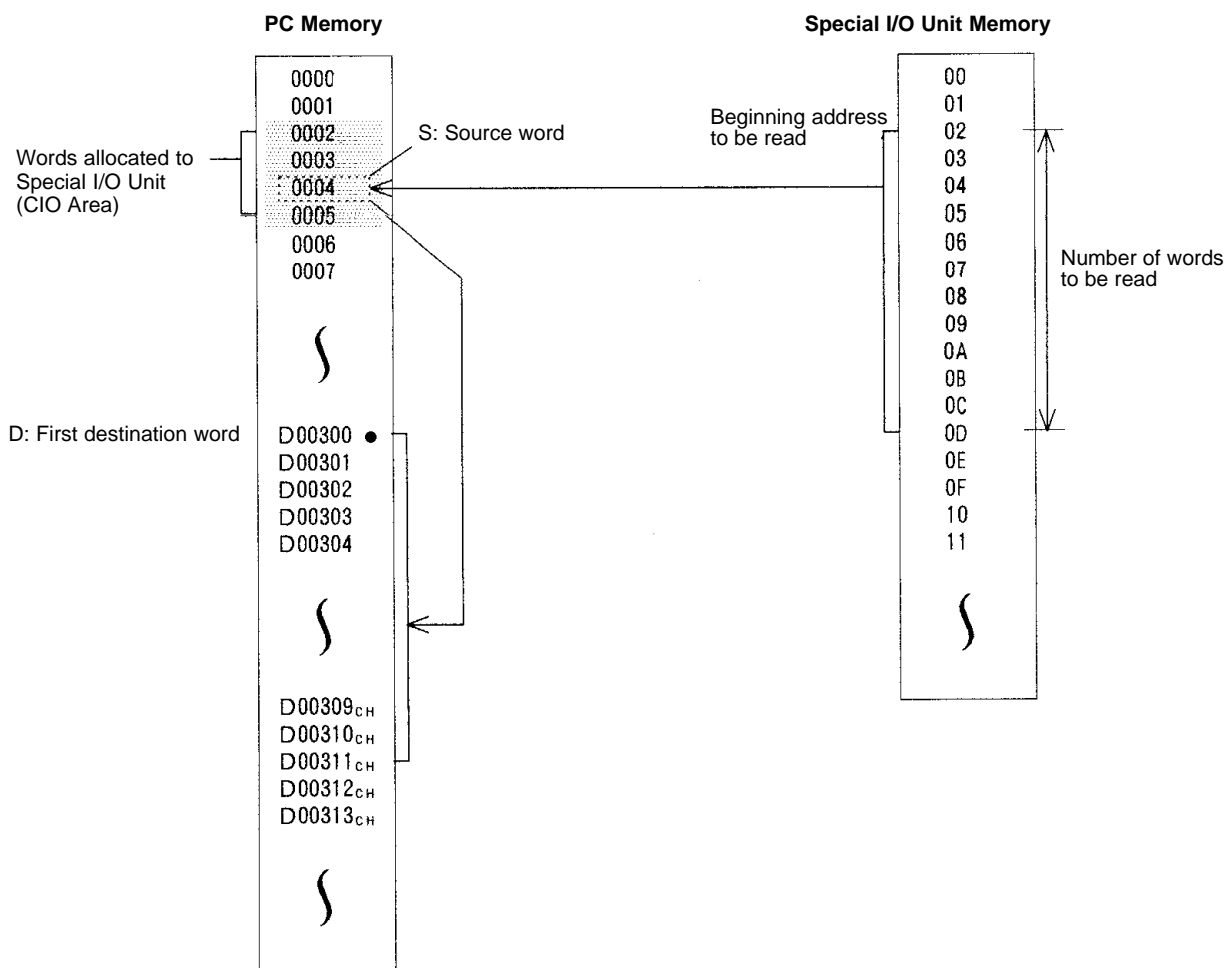 PC Memory
Special I/O Unit Memory
0000
0001
0002
0003
0004
0005
0006
0007
Words allocated to
Special I/O Unit
(CIO Area)
S: Source word
Beginning address
to be read
00
01
02
03
04
05
06
07
08
09
0A
0B
0C
0D
0E
0F
10
11
Number of words
to be read
D: First destination word
D00300
D00301
D00302
D00303
D00304
D00309CH
D00310CH
D00311CH
D00312CH
D00313CH